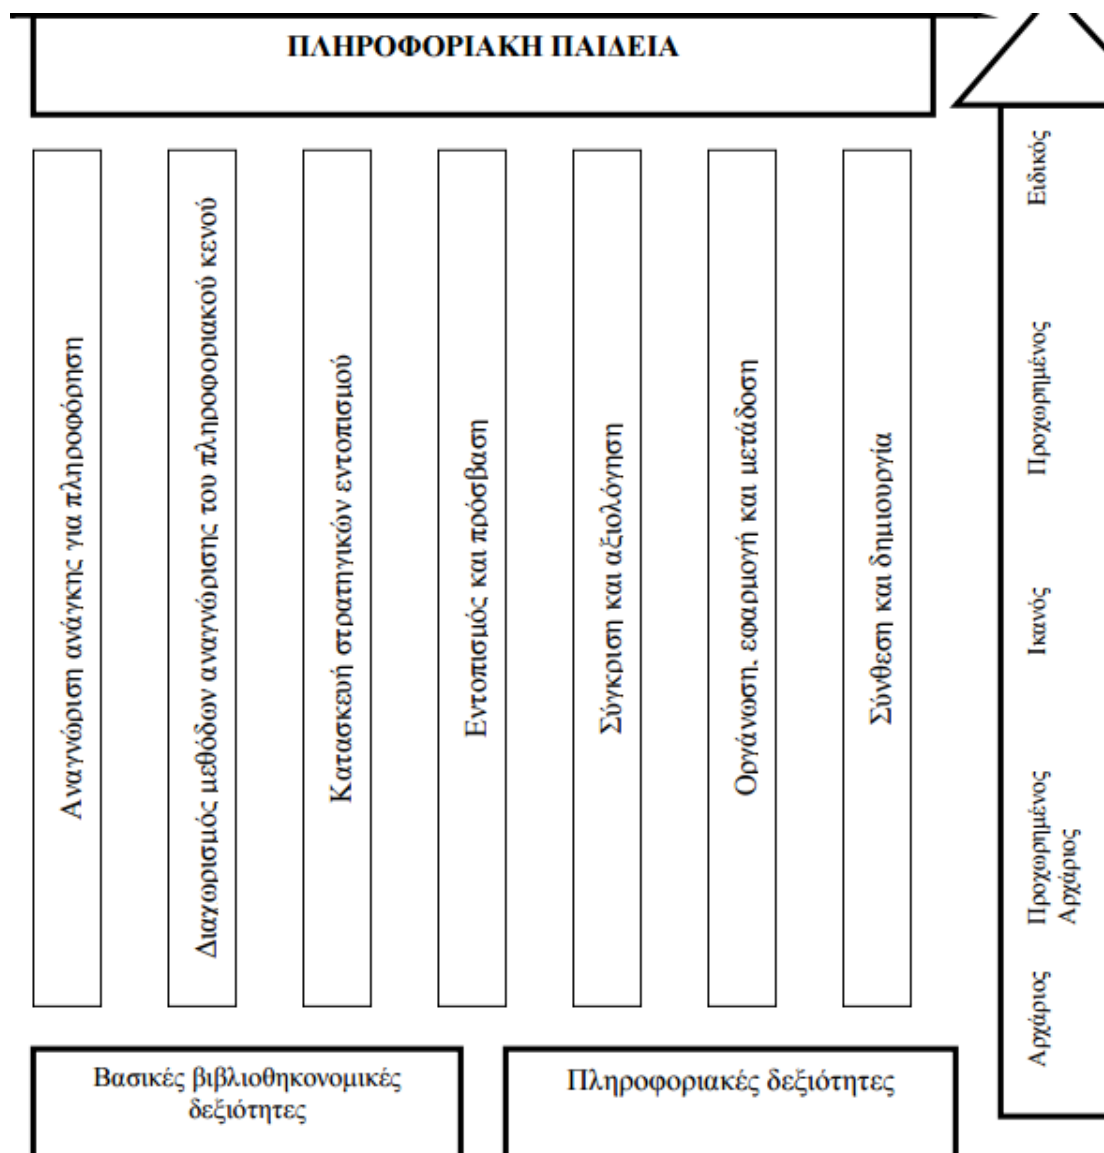 ΠΛΗΡΟΦΟΡΙΑΚΗ ΠΑΙΔΕΙΑ
Αναγνώριση ανάγκης για πληροφόρηση
Διαχωρισμός μεθόδων αναγνώρισης του πληροφοριακού κενού
Κατασκευή στρατηγικών εντοπισμού
Εντοπισμός και πρόσβαση
Σύγκριση και αξιολόγηση
Οργάνωση, εφαρμογή και μετάδοση
Σύνθεση και δημιουργία
Ειδικός
Προχωρημένος
Ικανός
Προχωρημένος
Αρχάριος
Αρχάριος
Βασικές βιβλιοθηκονομικές
δεξιότητες
Πληροφοριακές δεξιότητες